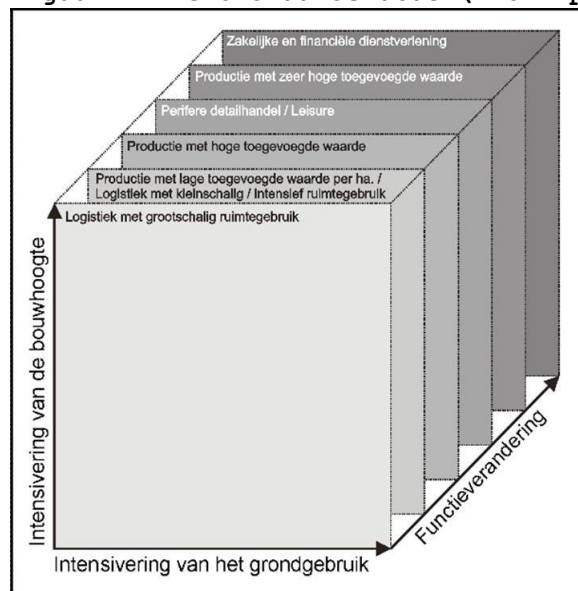 Zakelijke en financiële dienstverlening
Productie met zeer hoge toegevoegde waarde
Perifere detailhandel / Leisure
Productie met hoge toegevoegde waarde
Productie met lage toegevoegde waarde per ha. /
Logistiek met kleinschalig / Intensief ruimtegebruik
Logistiek met grootschalig ruimtegebruik
Intensivering van de bouwhoogte
Intensivering van het grondgebruik
Functieverandering